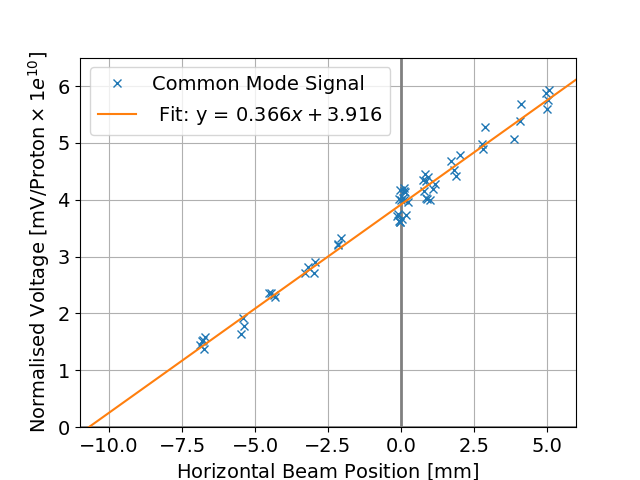 Common Mode Signal
Fit: y = 0.366x + 3.916
Normalised Voltage [mV/Proton × 1e¹⁰]
6
5
4
3
2
1
0
−10.0 −7.5 −5.0 −2.5 0.0 2.5 5.0
Horizontal Beam Position [mm]